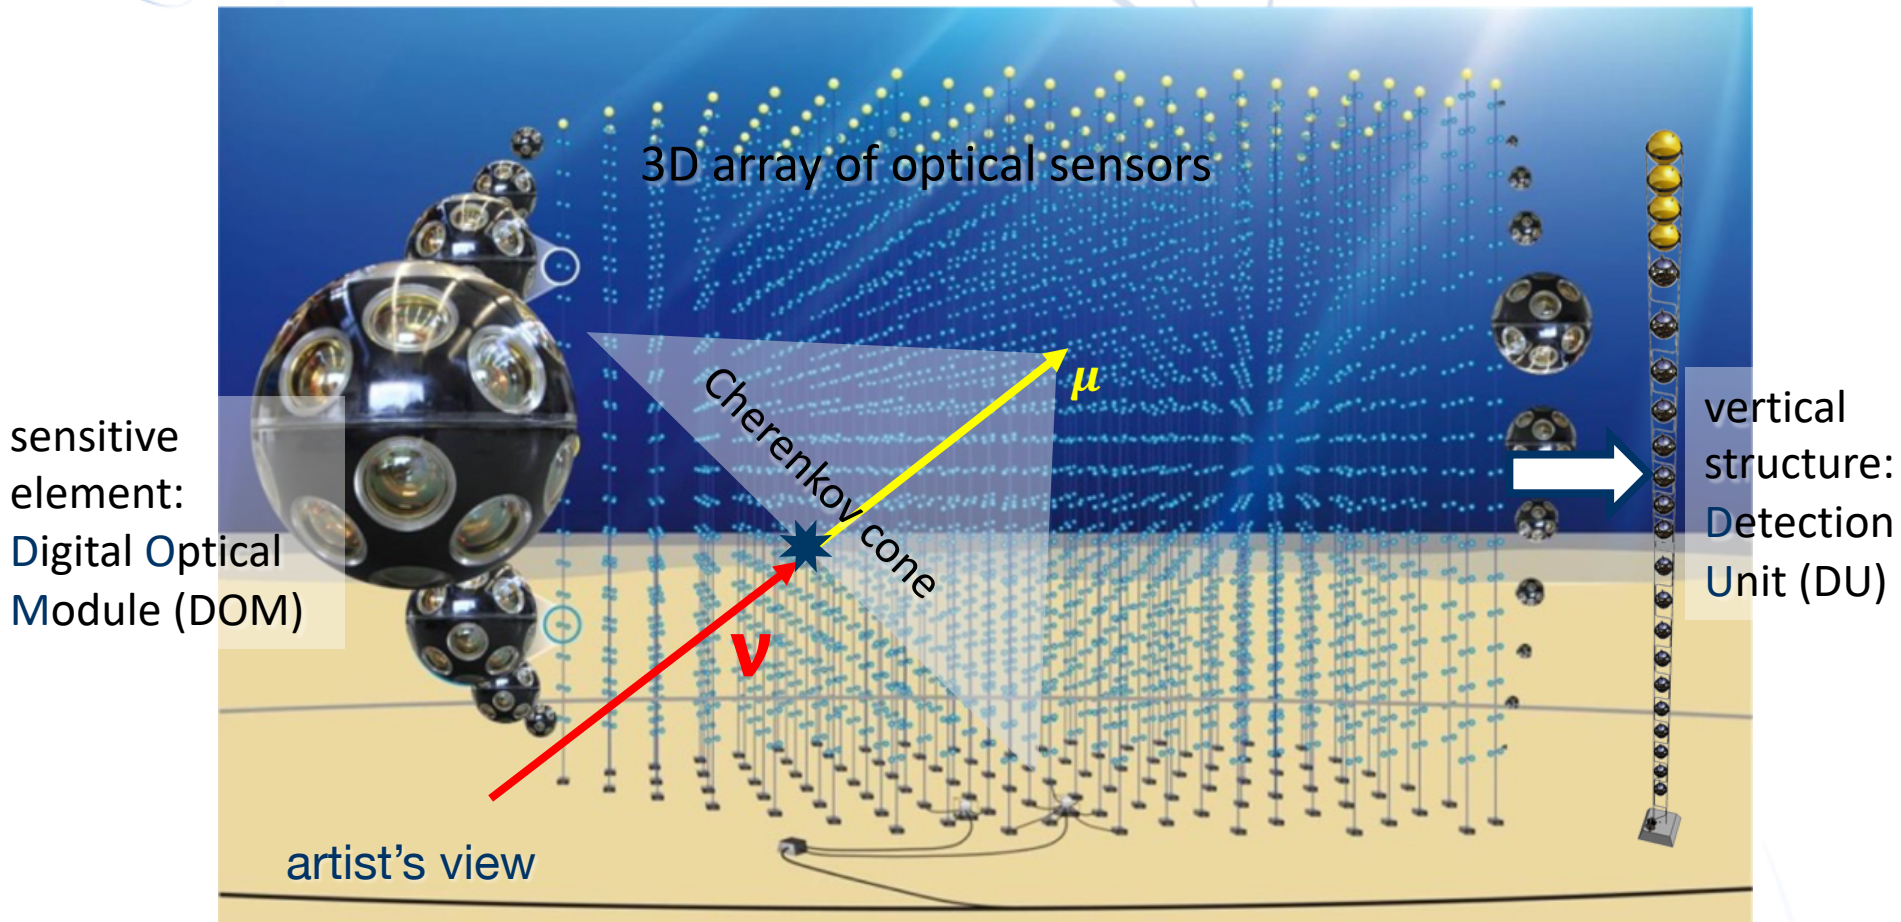 3D array of optical sensors
Cherenkov cone
μ
ν
sensitive
element:
Digital Optical
Module (DOM)
vertical
structure:
Detection
Unit (DU)
artist's view